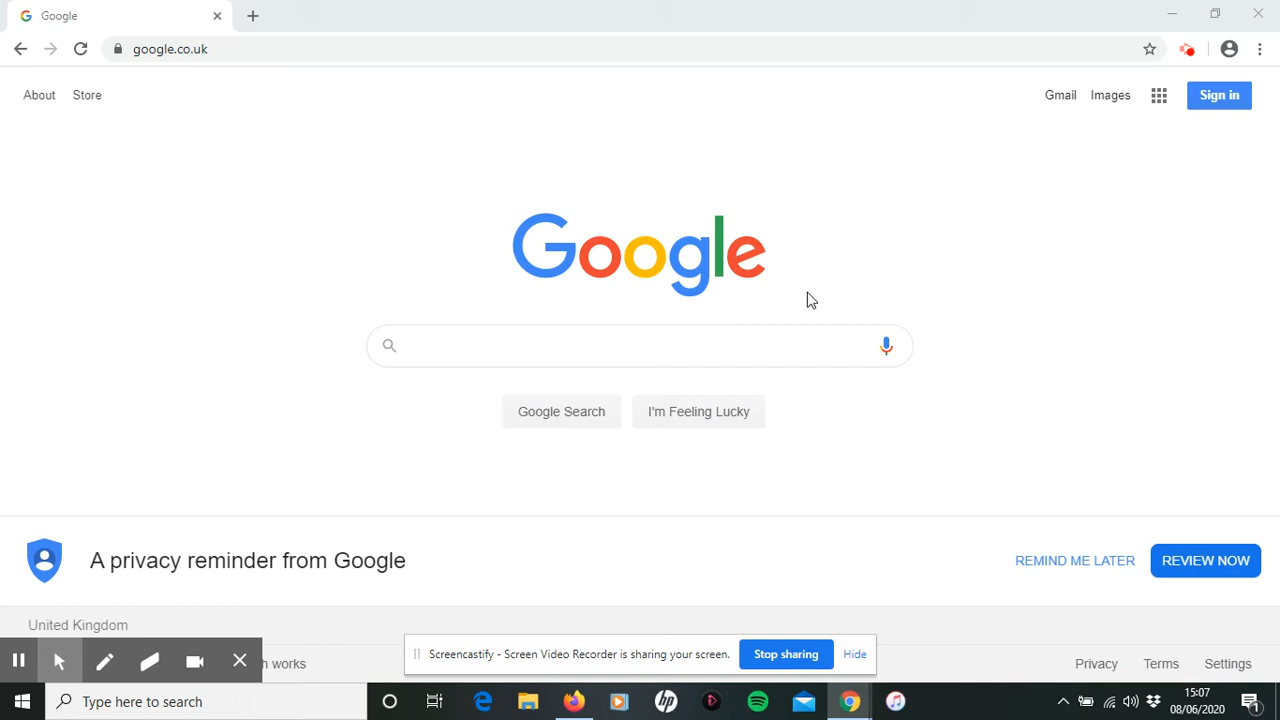 Google
google.co.uk
About Store
Gmail Images Sign in
Google
Google Search I'm Feeling Lucky
A privacy reminder from Google
REMIND ME LATER REVIEW NOW
United Kingdom
works
Privacy Terms Settings
Screencastify - Screen Video Recorder is sharing your screen. Stop sharing Hide
Type here to search
hp
15:07
08/06/2020
1